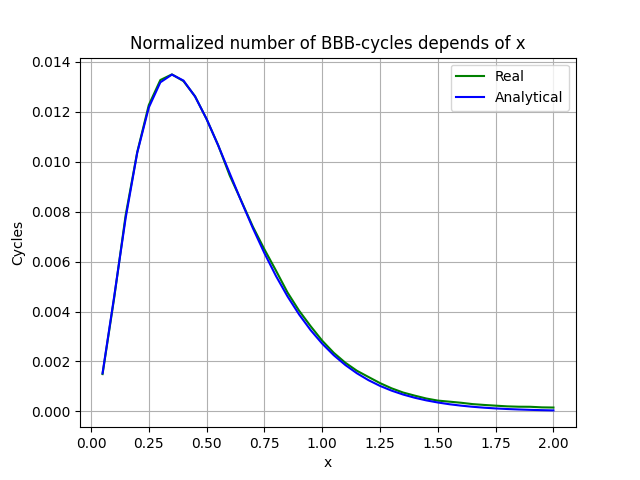 Normalized number of BBB-cycles depends of x
Real
Analytical
Cycles
0.014
0.012
0.010
0.008
0.006
0.004
0.002
0.000
0.00 0.25 0.50 0.75 1.00 1.25 1.50 1.75 2.00
x